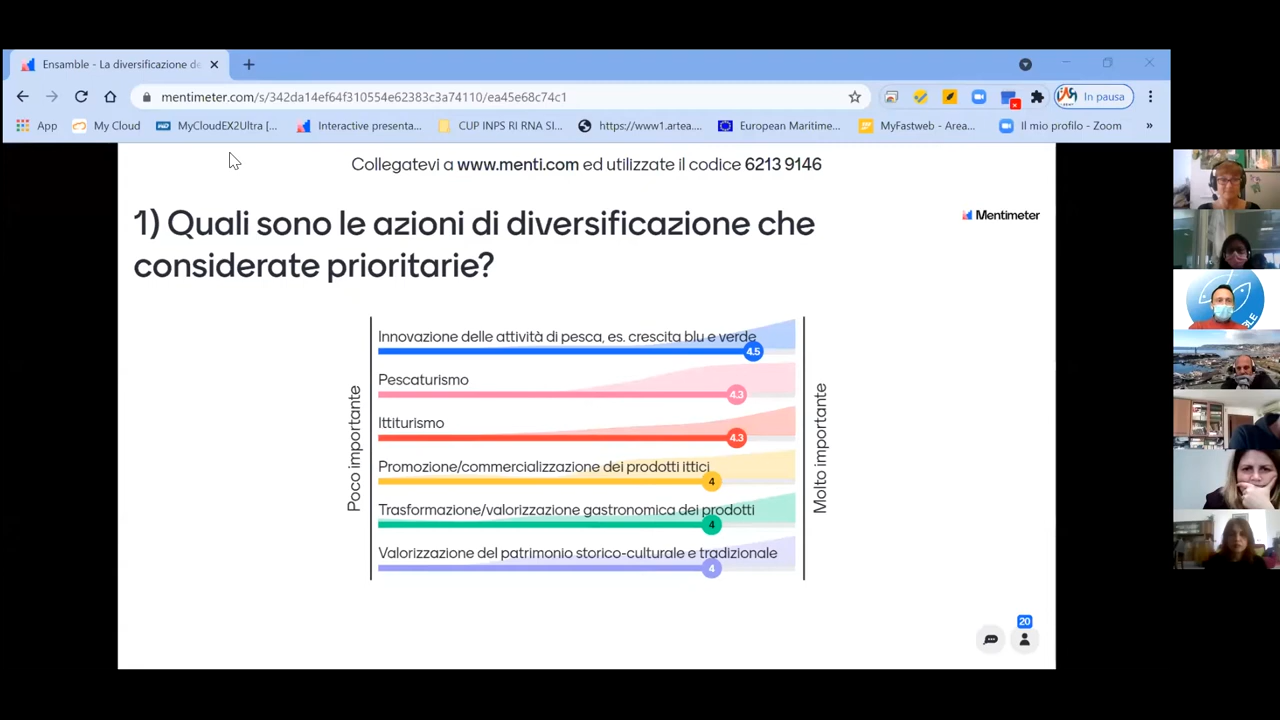 Ensamble - La diversificazione de
mentimeter.com/s/342da14ef64f310554e62383c3a74110/ea45e68c74c1
In pausa
App
My Cloud
MyCloudEX2Ultra [...
Interactive presenta...
CUP INPS RI RNA SI...
https://www1.artea....
European Maritime...
MyFastweb - Area...
Il mio profilo - Zoom
»
Collegatevi a www.menti.com ed utilizzate il codice 6213 9146
1) Quali sono le azioni di diversificazione che
considerate prioritarie?
Mentimeter
Poco importante
Innovazione delle attività di pesca, es. crescita blu e verde
4.5
Pescaturismo
4.3
Ittiturismo
4.3
Promozione/commercializzazione dei prodotti ittici
4
Trasformazione/valorizzazione gastronomica dei prodotti
4
Valorizzazione del patrimonio storico-culturale e tradizionale
4
Molto importante
20